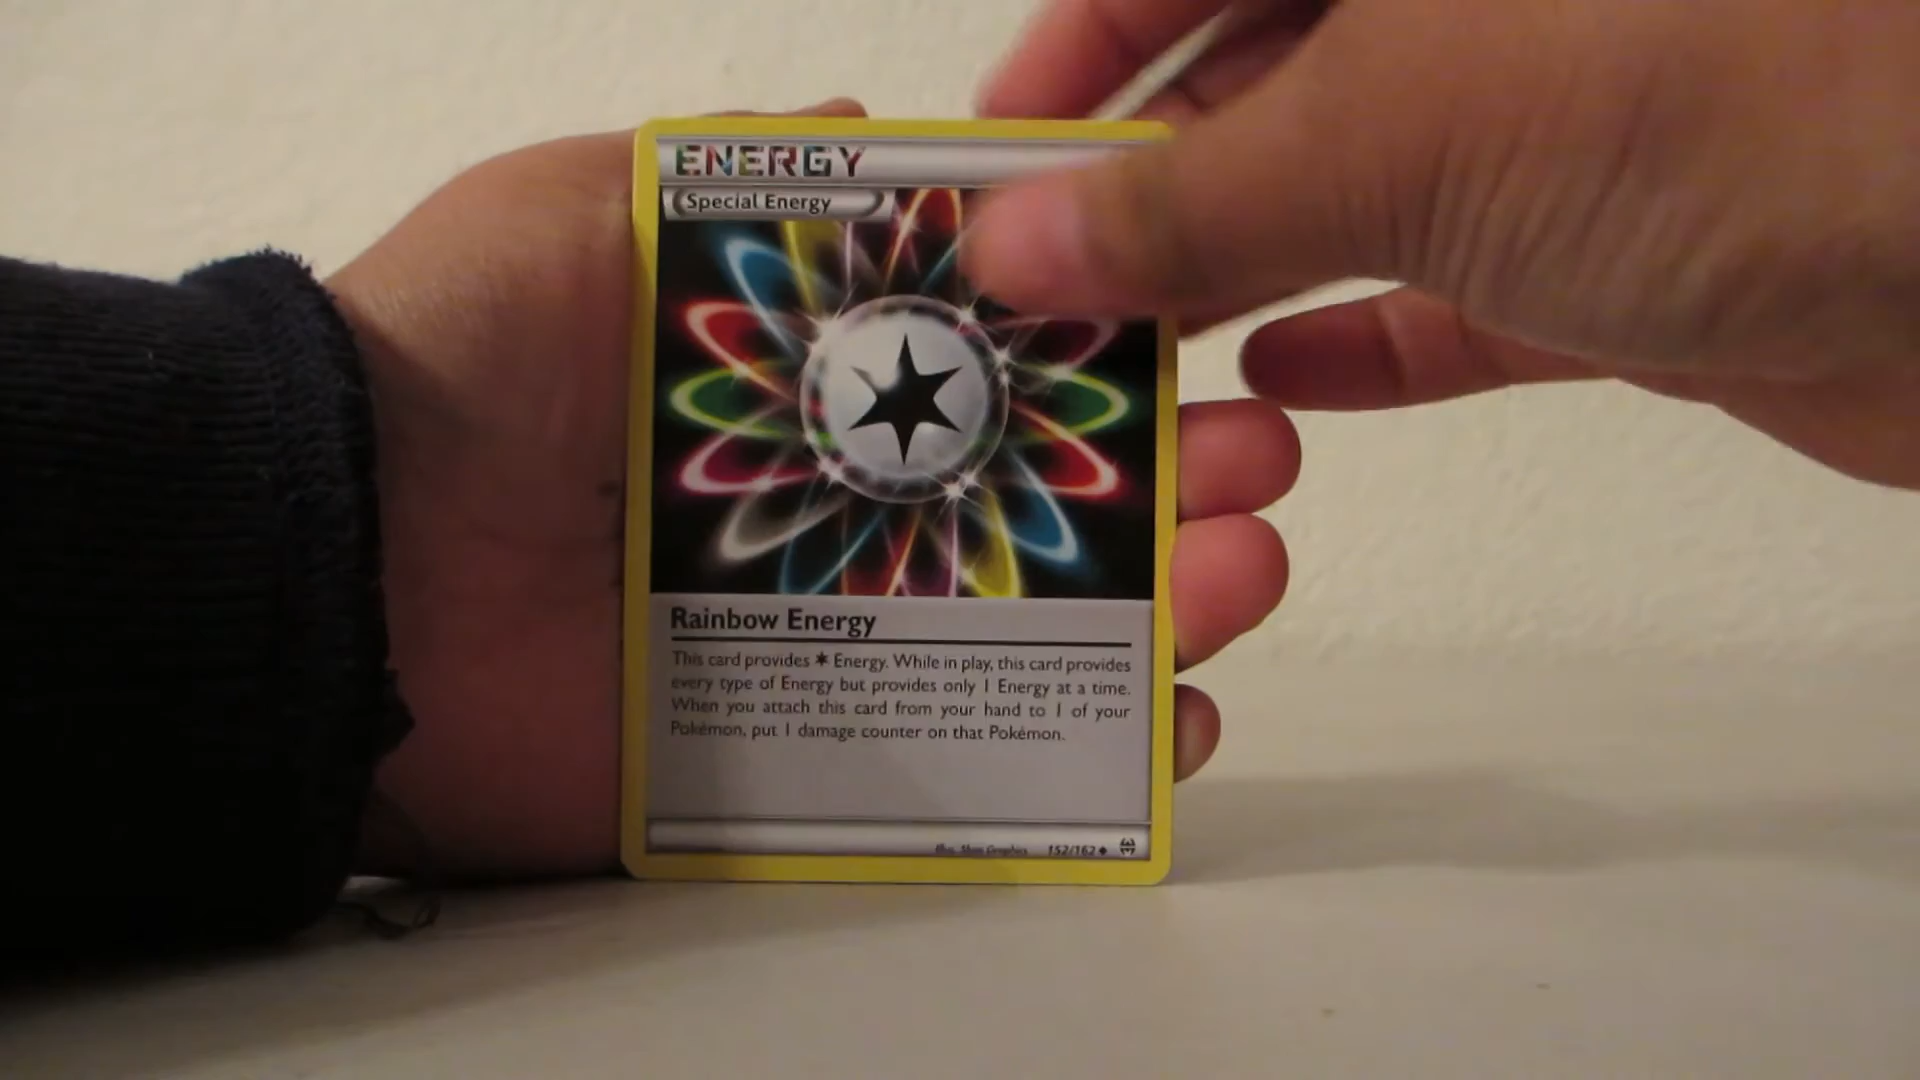 ENERGY
Special Energy
Rainbow Energy
This card provides ✶ Energy. While in play, this card provides
every type of Energy but provides only 1 Energy at a time.
When you attach this card from your hand to 1 of your
Pokémon, put 1 damage counter on that Pokémon.
Illus. 5ban Graphics 152/162 ◆